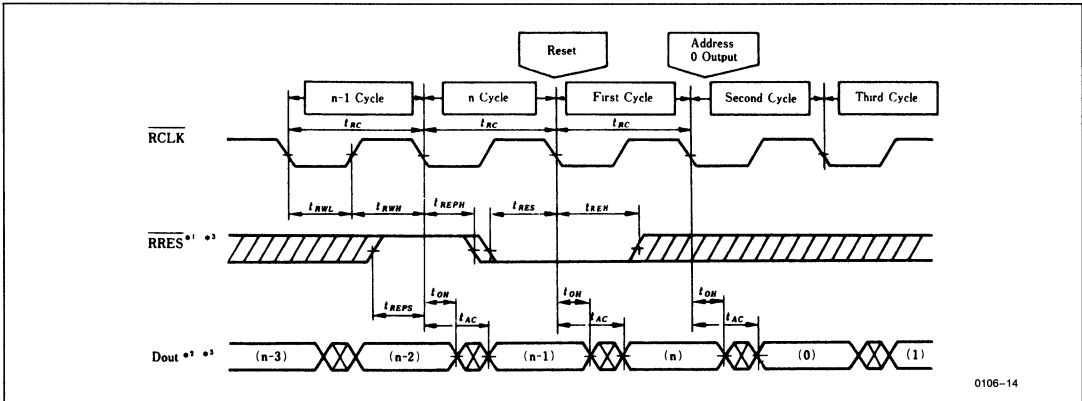 Reset
Address
0 Output
n-1 Cycle
n Cycle
First Cycle
Second Cycle
Third Cycle
tRC
tRC
tRC
RCLK
tRWL
tRWH
tREPH
tRES
tREH
RRES *1 *3
tREPS
tOH
tOH
tOH
tAC
tAC
tAC
Dout *2 *3
(n-3)
(n-2)
(n-1)
(n)
(0)
(1)
0106-14